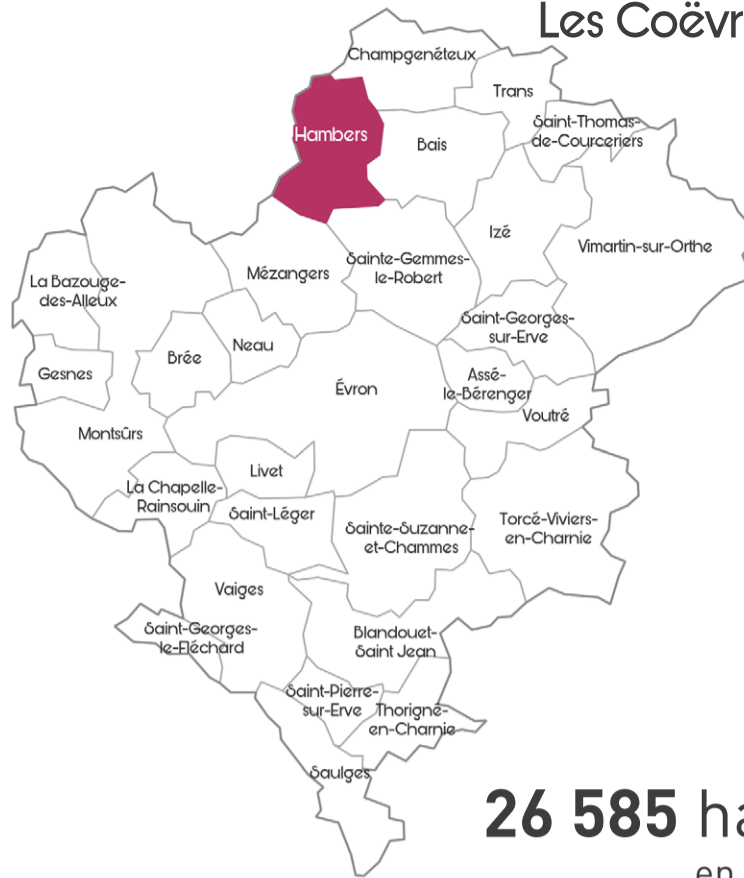 Les Coëvr
Champgenéteux
Trans
Saint-Thomas-
de-Courceriers
Hambers
Bais
Izé
Vimartin-sur-Orthe
Mézangers
Sainte-Gemmes-
le-Robert
La Bazouge-
des-Alleux
Saint-Georges-
sur-Erve
Neau
Brée
Gesnes
Assé-
le-Bérenger
Évron
Voutré
Montsûrs
Livet
La Chapelle-
Rainsouin
Saint-Léger
Sainte-Suzanne-
et-Chammes
Torcé-Viviers-
en-Charnie
Vaiges
Saint-Georges-
le-Fléchard
Blandouet-
Saint Jean
Saint-Pierre-
sur-Erve
Thorigné-
en-Charnie
Saulges
26 585 ha
en